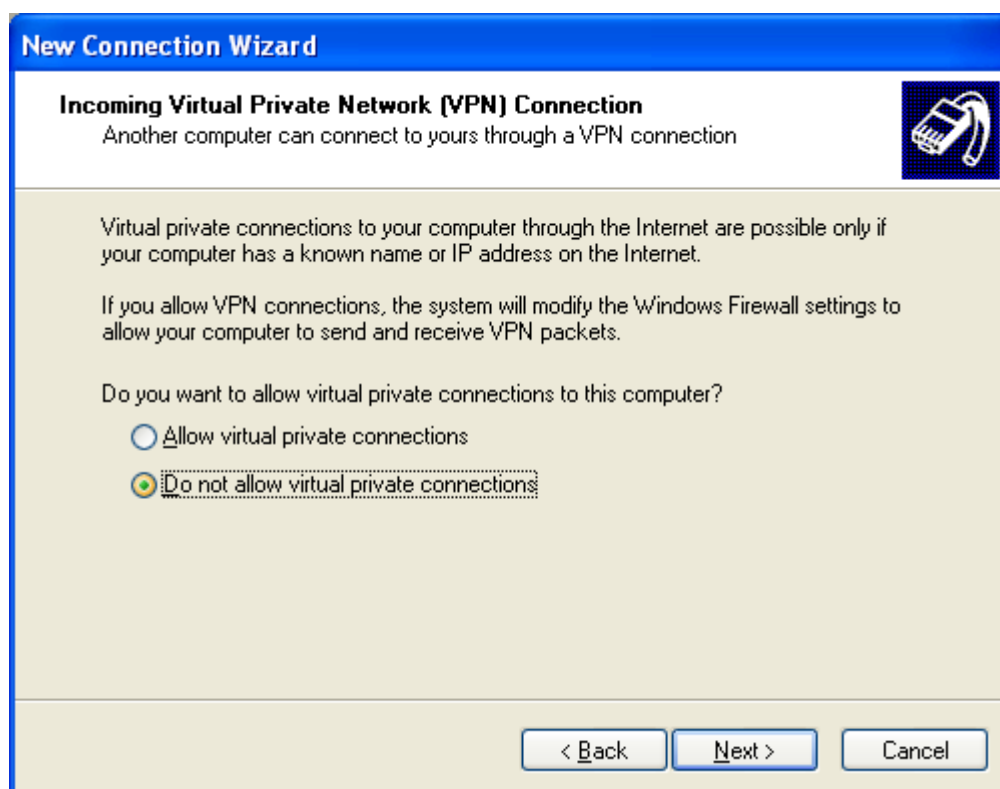 New Connection Wizard
Incoming Virtual Private Network (VPN) Connection
Another computer can connect to yours through a VPN connection
Virtual private connections to your computer through the Internet are possible only if
your computer has a known name or IP address on the Internet.
If you allow VPN connections, the system will modify the Windows Firewall settings to
allow your computer to send and receive VPN packets.
Do you want to allow virtual private connections to this computer?
Allow virtual private connections
Do not allow virtual private connections
< Back
Next >
Cancel